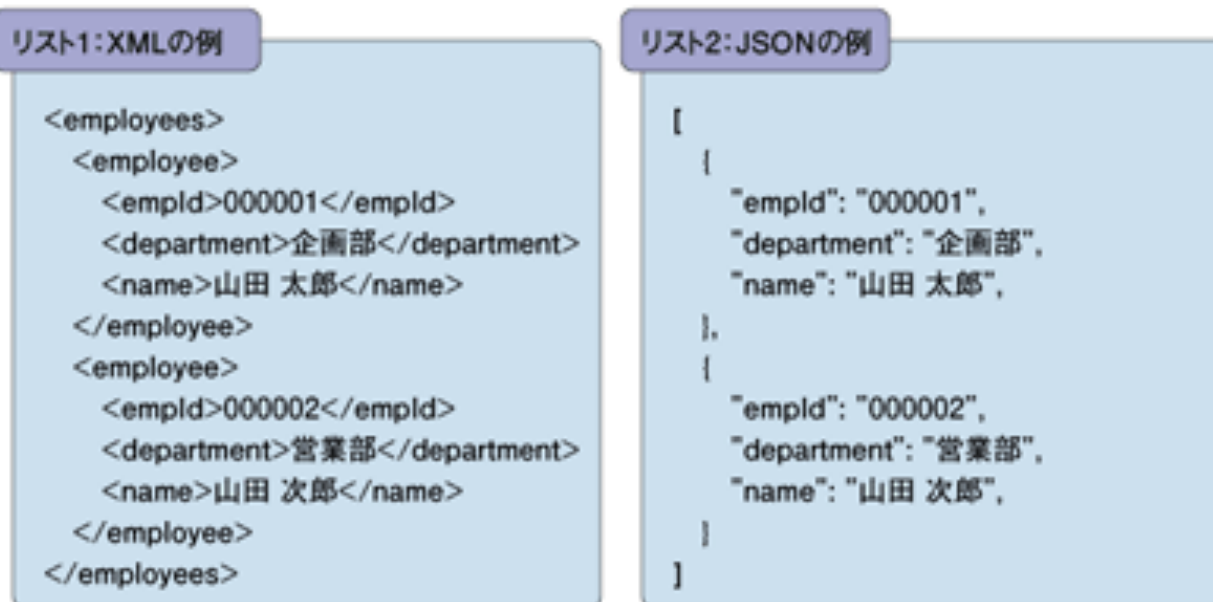 リスト1:XMLの例
<employees>
<employee>
<empId>000001</empId>
<department>企画部</department>
<name>山田 太郎</name>
</employee>
<employee>
<empId>000002</empId>
<department>営業部</department>
<name>山田 次郎</name>
</employee>
</employees>
リスト2:JSONの例
[
{
"empId": "000001",
"department": "企画部",
"name": "山田 太郎",
},
{
"empId": "000002",
"department": "営業部",
"name": "山田 次郎",
}
]